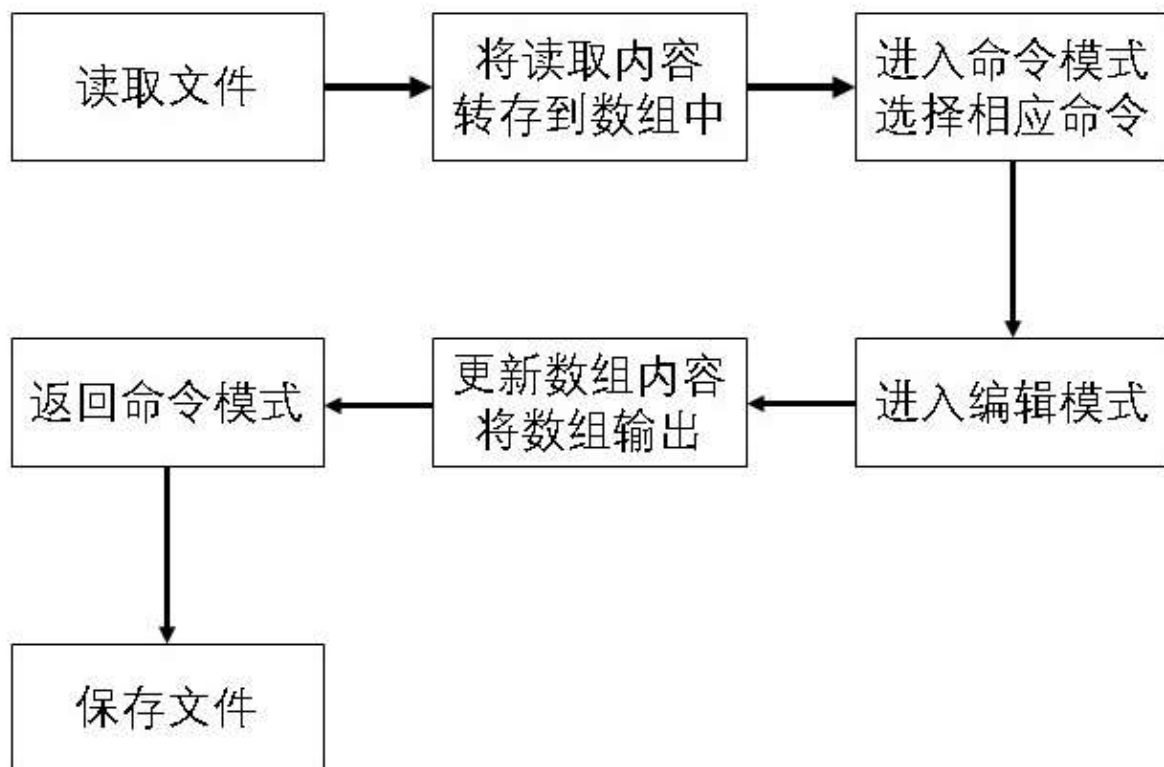 读取文件
将读取内容
转存到数组中
进入命令模式
选择相应命令
进入编辑模式
更新数组内容
将数组输出
返回命令模式
保存文件